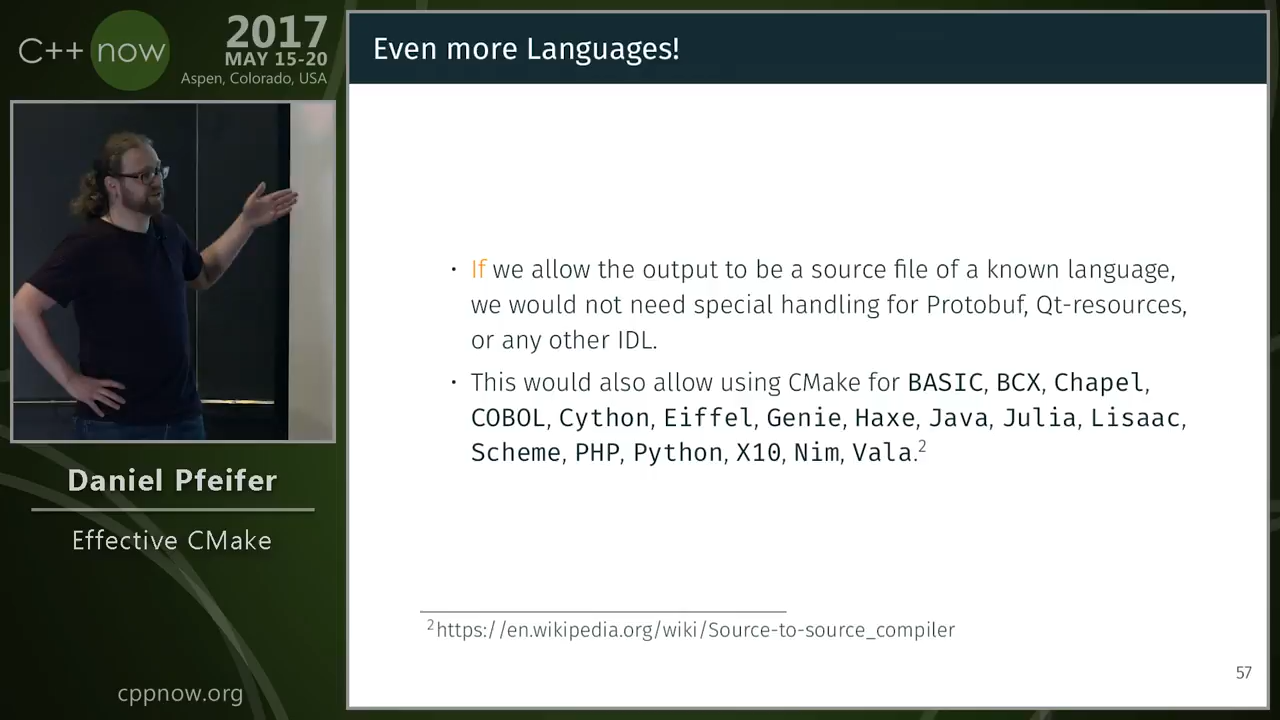 C++ now
2017
MAY 15-20
Aspen, Colorado, USA
Even more Languages!
• If we allow the output to be a source file of a known language,
we would not need special handling for Protobuf, Qt-resources,
or any other IDL.
• This would also allow using CMake for BASIC, BCX, Chapel,
COBOL, Cython, Eiffel, Genie, Haxe, Java, Julia, Lisaac,
Scheme, PHP, Python, X10, Nim, Vala.²
²https://en.wikipedia.org/wiki/Source-to-source_compiler
57
Daniel Pfeifer
Effective CMake
cppnow.org